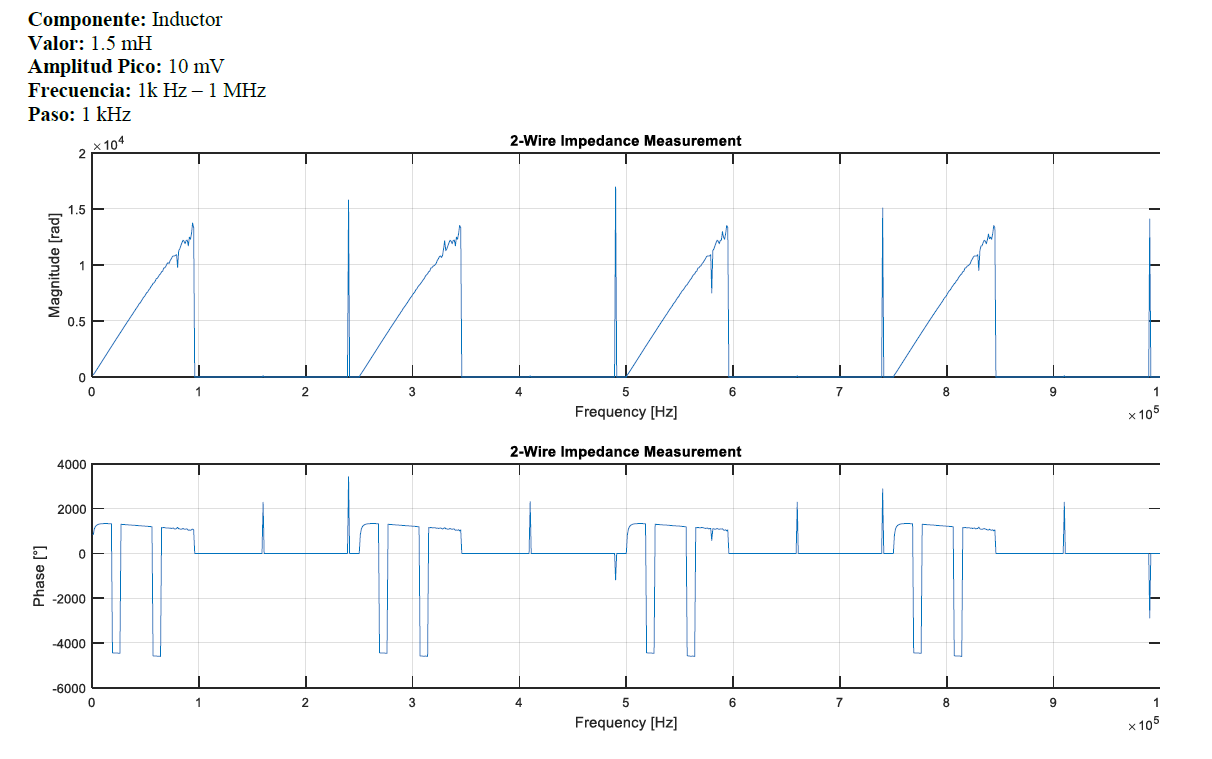 Componente: Inductor
Valor: 1.5 mH
Amplitud Pico: 10 mV
Frecuencia: 1k Hz – 1 MHz
Paso: 1 kHz
2-Wire Impedance Measurement
× 10^4
2
1.5
1
0.5
0
Magnitude [rad]
0 1 2 3 4 5 6 7 8 9 1
Frequency [Hz]
× 10^5
2-Wire Impedance Measurement
4000
2000
0
-2000
-4000
-6000
Phase [°]
0 1 2 3 4 5 6 7 8 9 1
Frequency [Hz]
× 10^5